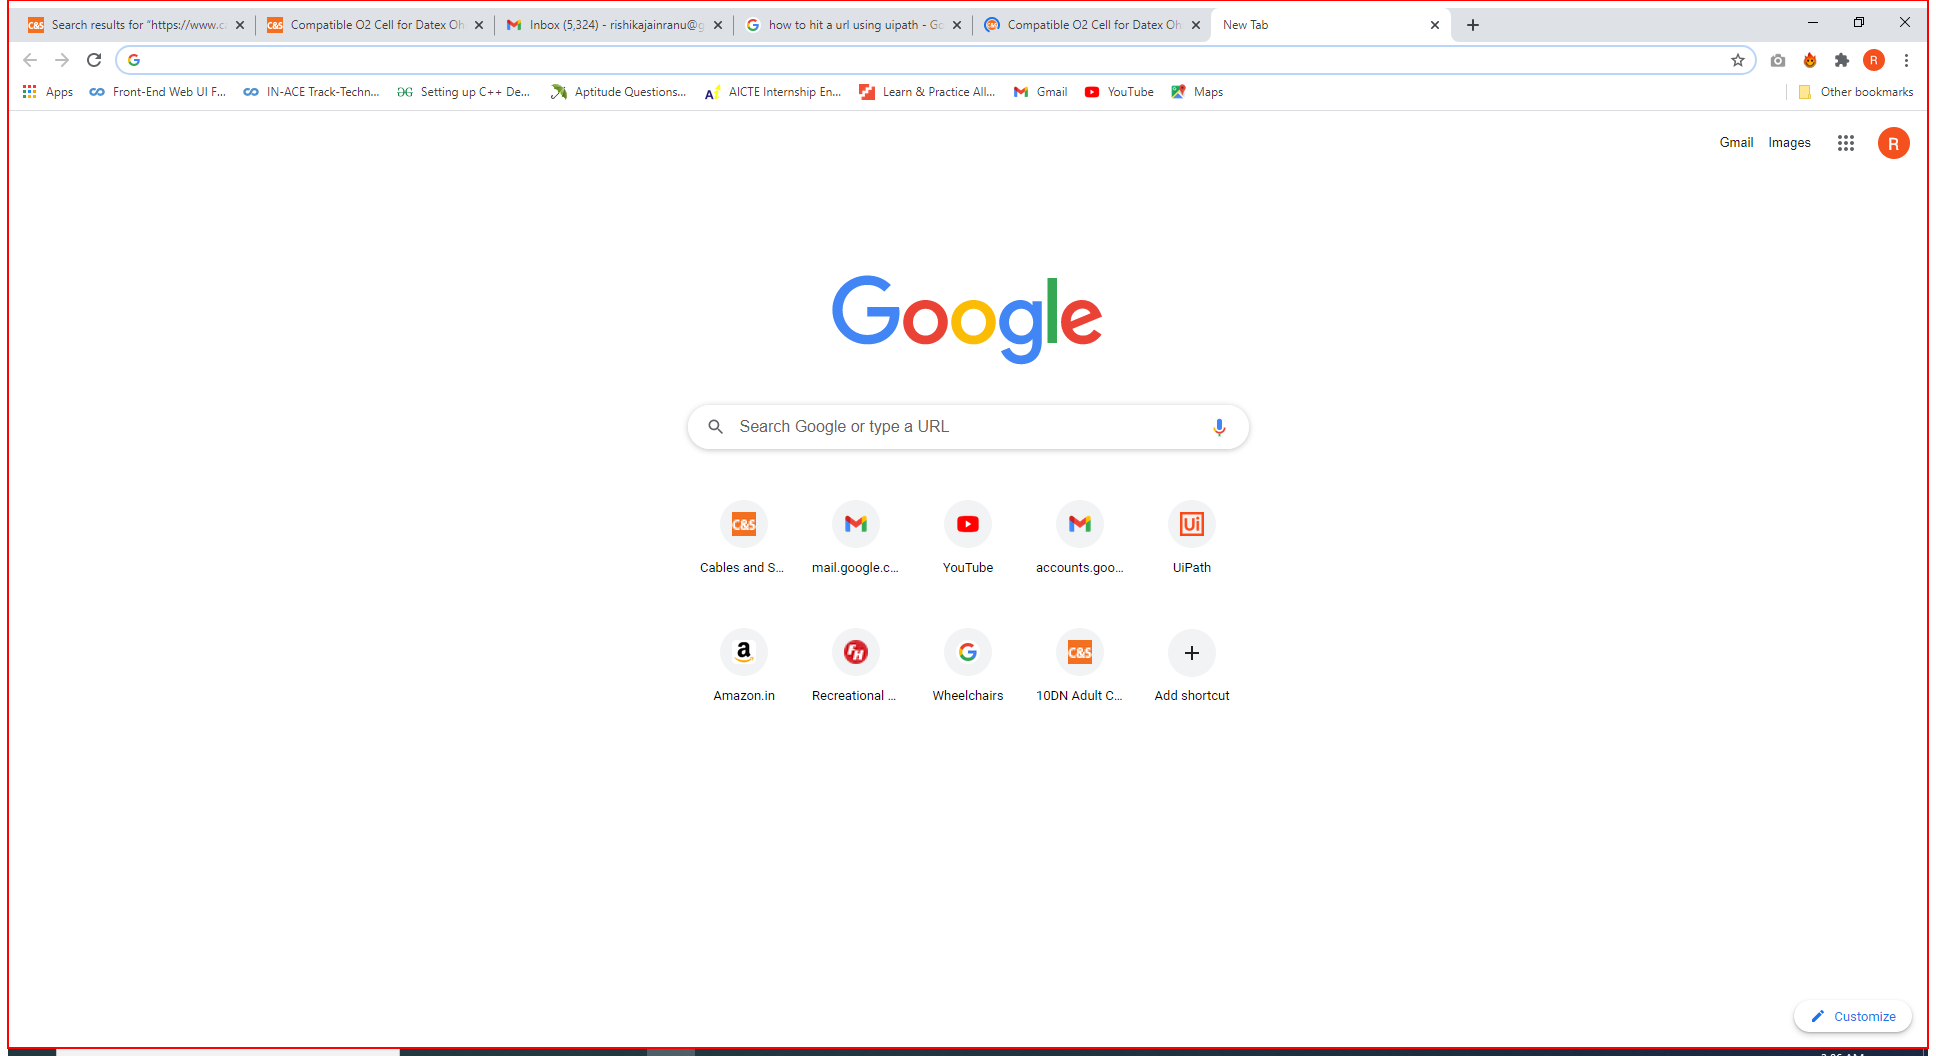 Search results for "https://www.c
Compatible O2 Cell for Datex Oh
Inbox (5,324) - rishikajainranu@g
how to hit a url using uipath - Go
Compatible O2 Cell for Datex Oh
New Tab
R
Apps
Front-End Web UI F...
IN-ACE Track-Techn...
Setting up C++ De...
Aptitude Questions...
AICTE Internship En...
Learn & Practice All...
Gmail
YouTube
Maps
Other bookmarks
Gmail
Images
R
Google
Search Google or type a URL
C&S
Ui
Cables and S...
mail.google.c...
YouTube
accounts.goo...
UiPath
a
FH
G
C&S
Amazon.in
Recreational ...
Wheelchairs
10DN Adult C...
Add shortcut
Customize